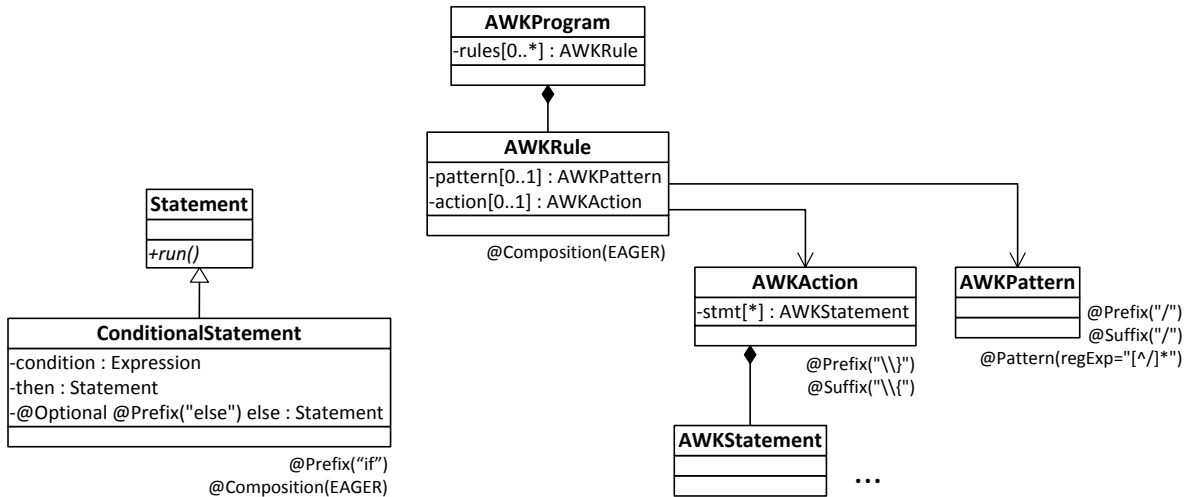 AWKProgram
-rules[0..*] : AWKRule
AWKRule
-pattern[0..1] : AWKPattern
-action[0..1] : AWKAction
@Composition(EAGER)
Statement
+run()
ConditionalStatement
-condition : Expression
-then : Statement
-@Optional @Prefix("else") else : Statement
@Prefix(“if”)
@Composition(EAGER)
AWKAction
-stmt[*] : AWKStatement
@Prefix("\\}")
@Suffix("\\{")
AWKPattern
@Prefix("/")
@Suffix("/")
@Pattern(regExp="[^/]*")
AWKStatement
...